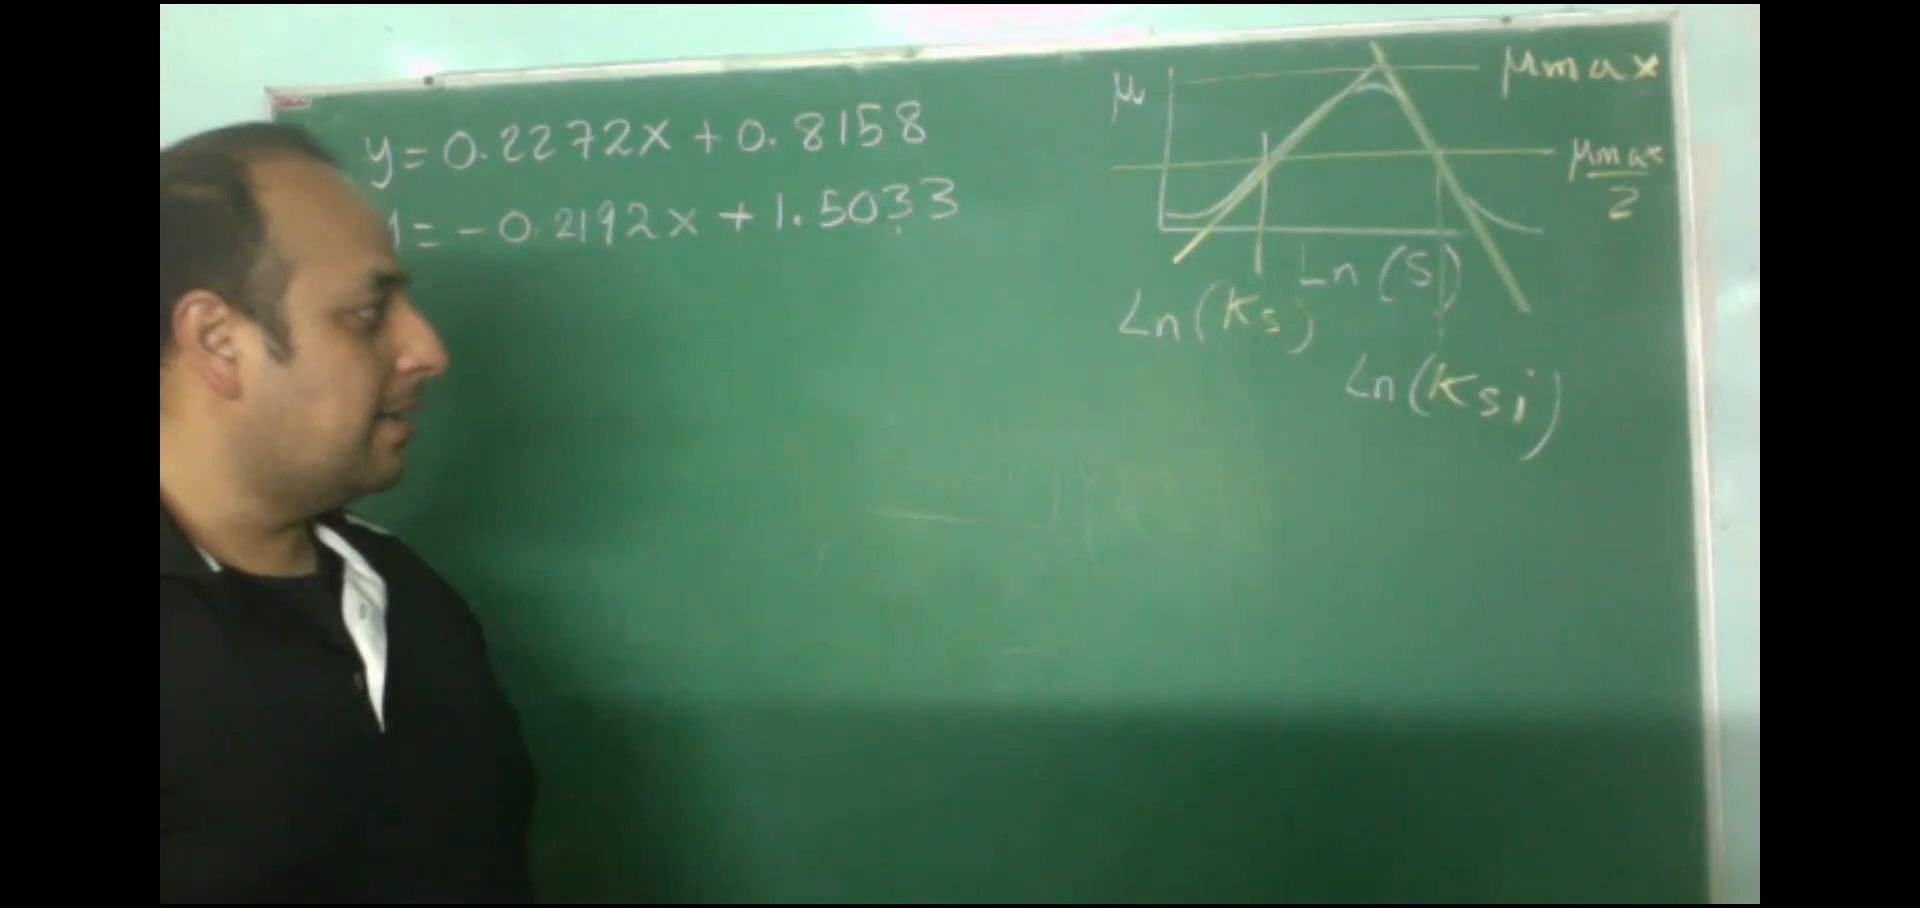 y = 0.2272x + 0.8158
= -0.2192x + 1.5033
μ
μmax
μmax
2
Ln (S)
Ln (Ks)
Ln (Ksi)